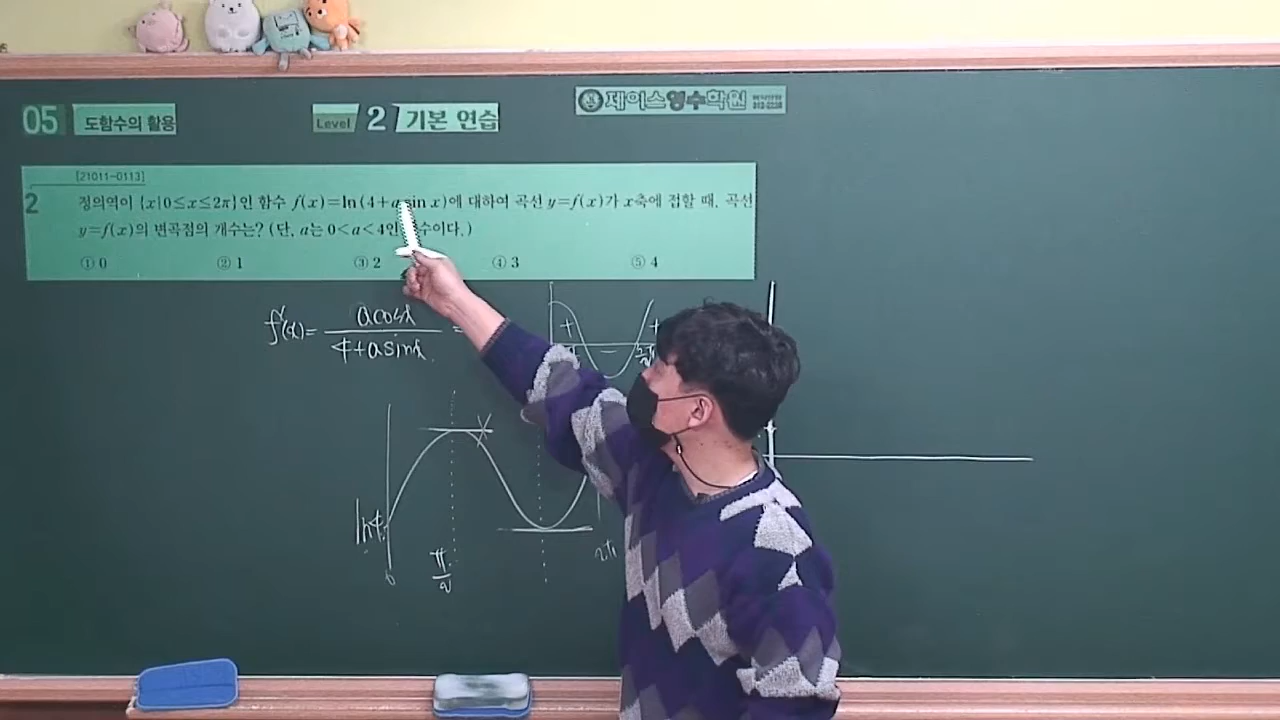 05 도함수의 활용
Level 2 기본 연습
제이스영수학원
[21011-0113]
2 정의역이 {x|0≤x≤2π}인 함수 f(x)=ln(4+a sin x)에 대하여 곡선 y=f(x)가 x축에 접할 때, 곡선
y=f(x)의 변곡점의 개수는? (단, a는 0<a<4인 수이다.)
① 0 ② 1 ③ 2 ④ 3 ⑤ 4
f'(x)= acosx / 4+asinx =
+ − +
ln4
0 π/2 2π